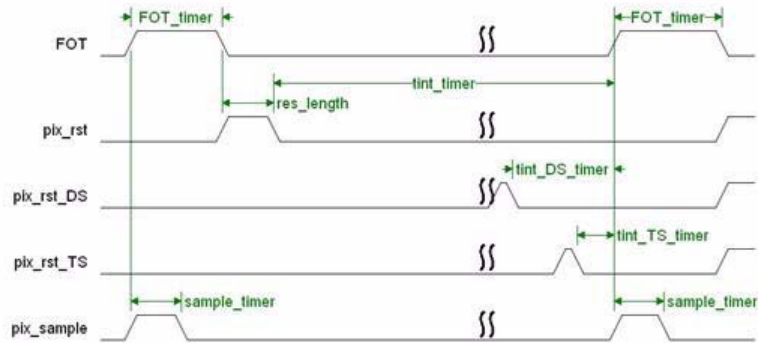 FOT_timer FOT_timer
FOT
tint_timer
res_length
pix_rst
tint_DS_timer
pix_rst_DS
tint_TS_timer
pix_rst_TS
sample_timer sample_timer
pix_sample